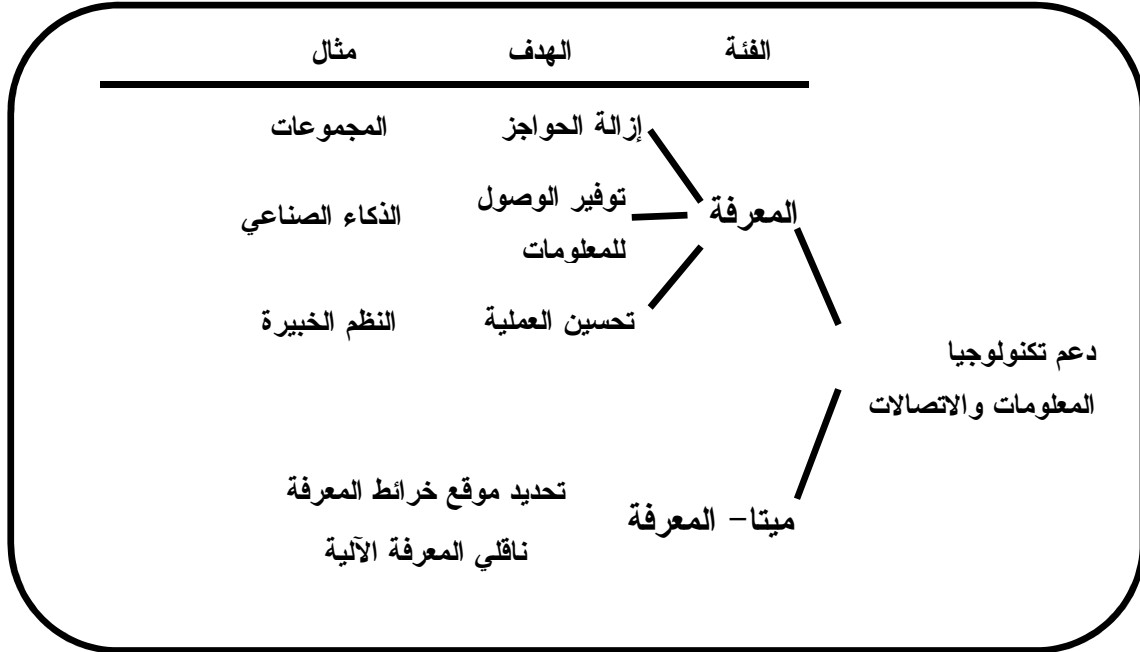 الفئة الهدف مثال
إزالة الحواجز المجموعات
المعرفة توفير الوصول الذكاء الصناعي
للمعلومات
تحسين العملية النظم الخبيرة
دعم تكنولوجيا
المعلومات والاتصالات
ميتا- المعرفة تحديد موقع خرائط المعرفة
ناقلي المعرفة الآلية